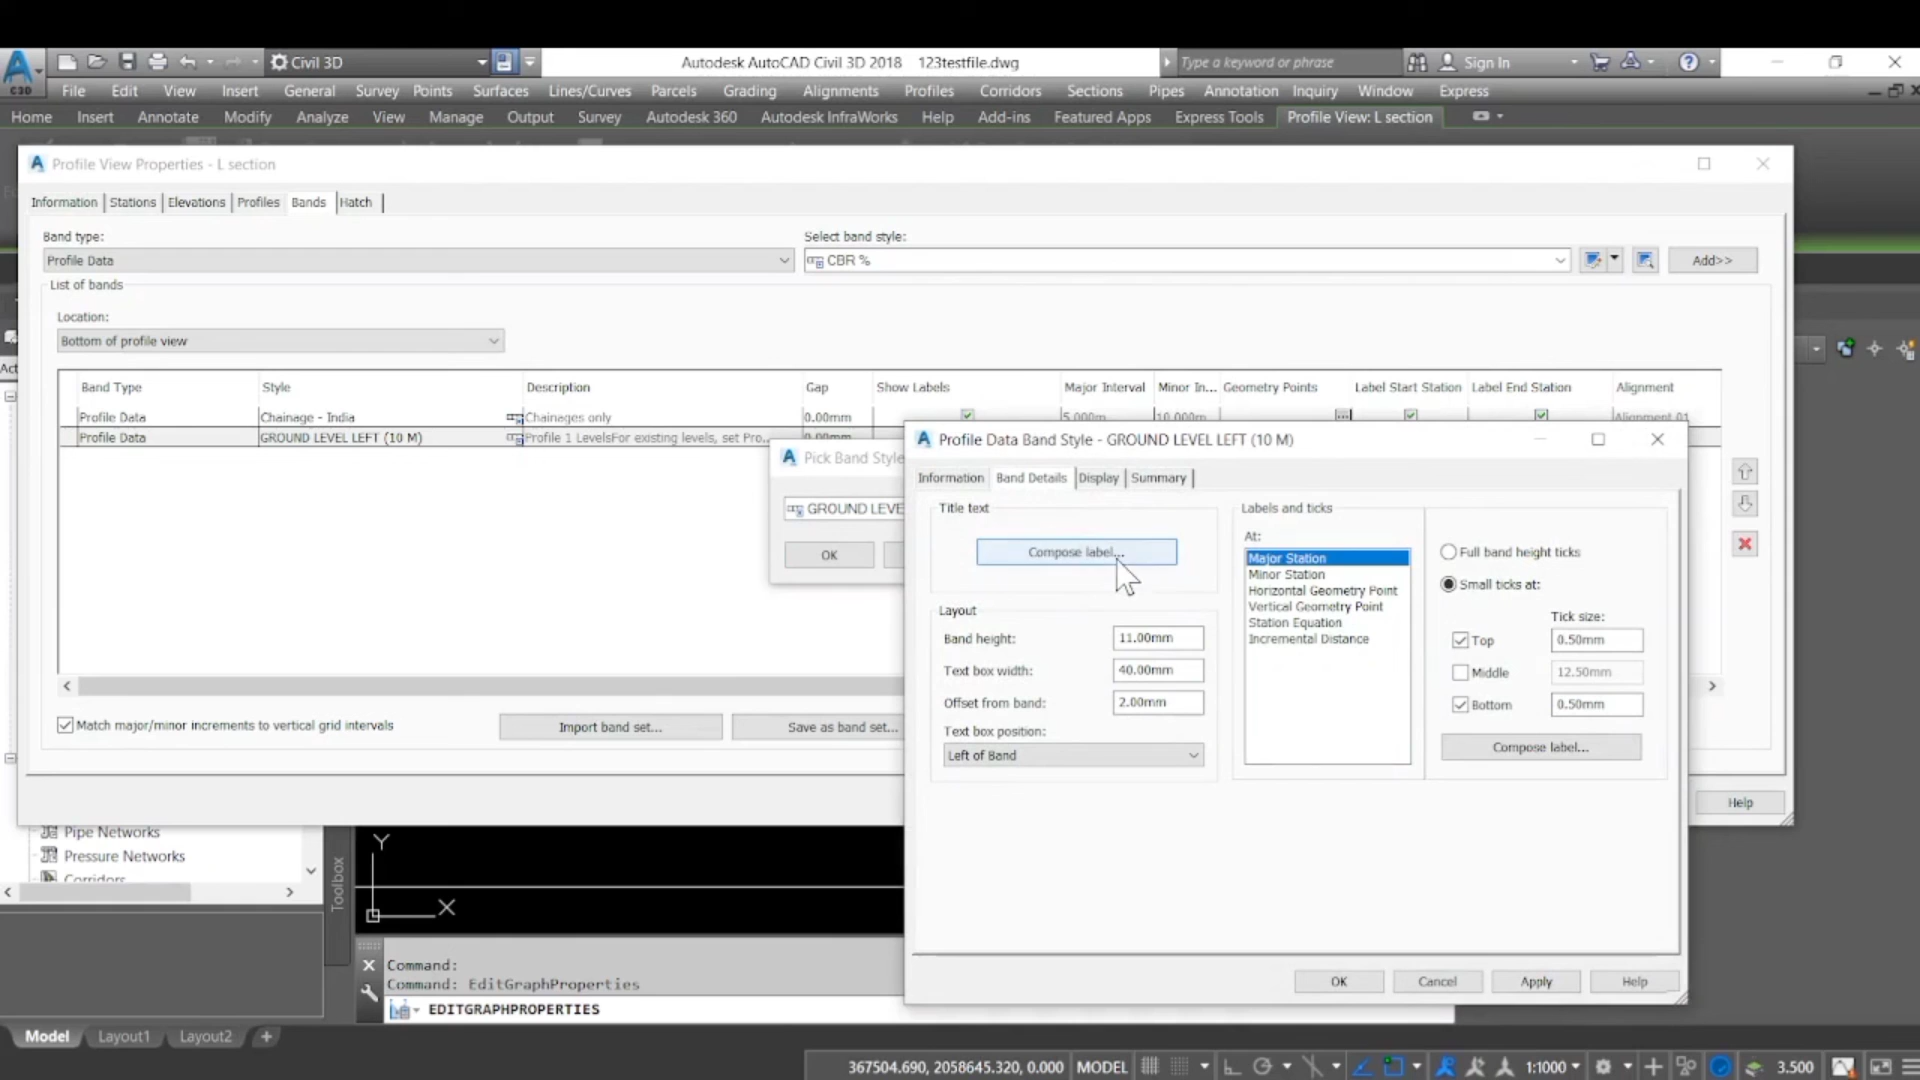 Civil 3D
Autodesk AutoCAD Civil 3D 2018 123testfile.dwg
Type a keyword or phrase
Sign In
C3D
File Edit View Insert General Survey Points Surfaces Lines/Curves Parcels Grading Alignments Profiles Corridors Sections Pipes Annotation Inquiry Window Express
Home Insert Annotate Modify Analyze View Manage Output Survey Autodesk 360 Autodesk InfraWorks Help Add-ins Featured Apps Express Tools Profile View: L section
Profile View Properties - L section
Information Stations Elevations Profiles Bands Hatch
Band type:
Select band style:
Profile Data
CBR %
Add>>
List of bands
Location:
Bottom of profile view
Band Type Style Description Gap Show Labels Major Interval Minor In... Geometry Points Label Start Station Label End Station Alignment
Profile Data Chainage - India Chainages only 0.00mm 5.000m 10.000m Alignment 01
Profile Data GROUND LEVEL LEFT (10 M) Profile 1 LevelsFor existing levels, set Pro... 0.00mm
Match major/minor increments to vertical grid intervals
Import band set...
Save as band set...
Help
Pick Band Style
GROUND LEVE
OK
Profile Data Band Style - GROUND LEVEL LEFT (10 M)
Information Band Details Display Summary
Title text
Compose label...
Layout
Band height: 11.00mm
Text box width: 40.00mm
Offset from band: 2.00mm
Text box position:
Left of Band
Labels and ticks
At:
Major Station
Minor Station
Horizontal Geometry Point
Vertical Geometry Point
Station Equation
Incremental Distance
Full band height ticks
Small ticks at:
Tick size:
Top 0.50mm
Middle 12.50mm
Bottom 0.50mm
Compose label...
OK Cancel Apply Help
Act
Pipe Networks
Pressure Networks
Corridors
Toolbox
Y
X
Command:
Command: EditGraphProperties
EDITGRAPHPROPERTIES
Model Layout1 Layout2 +
367504.690, 2058645.320, 0.000 MODEL 1:1000 3.500